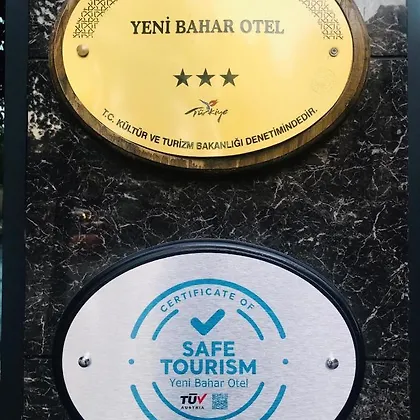 YENİ BAHAR OTEL
Türkiye
T.C. KÜLTÜR VE TURİZM BAKANLIĞI DENETİMİNDEDİR.
CERTIFICATE OF
SAFE
TOURISM
Yeni Bahar Otel
TÜV
AUSTRIA